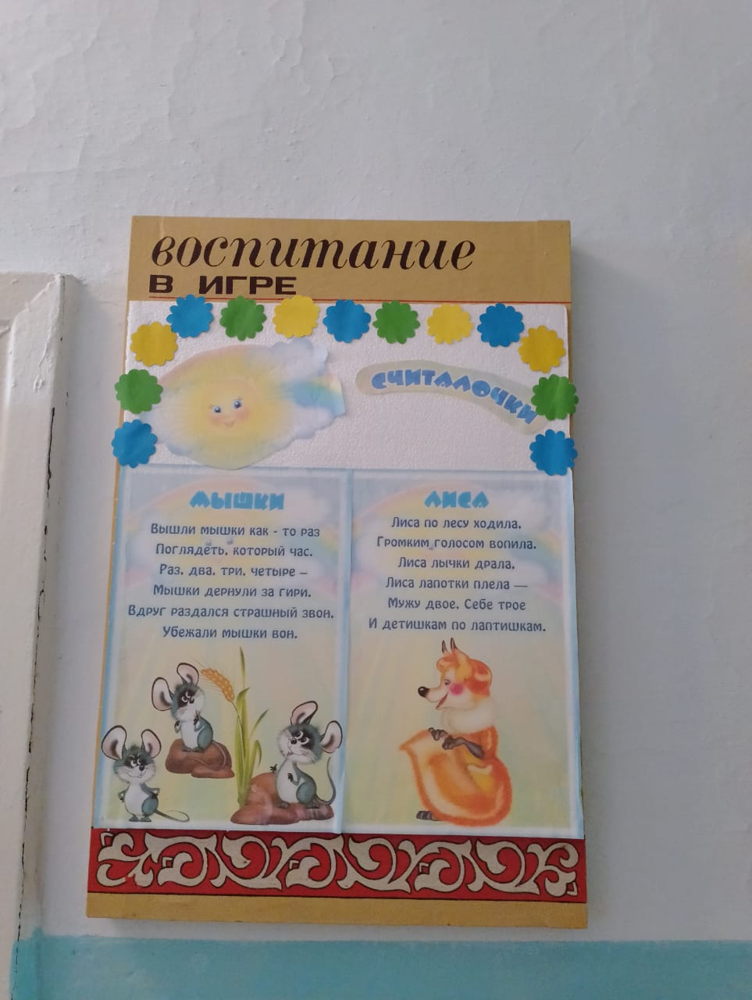 воспитание
В ИГРЕ
СЧИТАЛОЧКИ
МЫШКИ
Вышли мышки как - то раз
Поглядеть, который час.
Раз, два, три, четыре –
Мышки дернули за гири.
Вдруг раздался страшный звон,
Убежали мышки вон.
ЛИСА
Лиса по лесу ходила,
Громким голосом вопила.
Лиса лычки драла,
Лиса лапотки плела —
Мужу двое, Себе трое
И детишкам по лаптишкам.